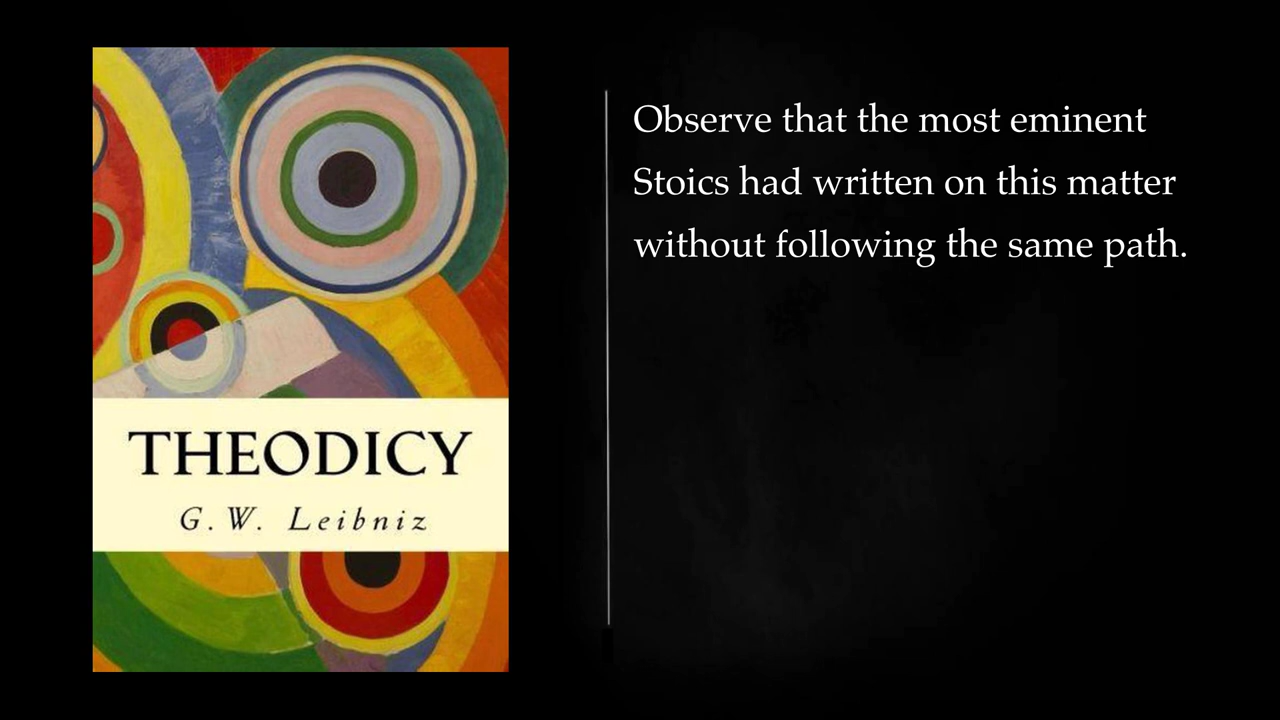 THEODICY
G. W. Leibniz
Observe that the most eminent
Stoics had written on this matter
without following the same path.